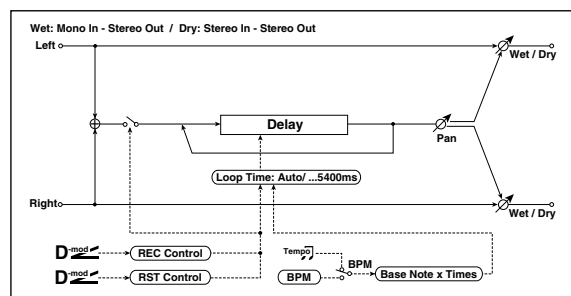 Wet: Mono In - Stereo Out / Dry: Stereo In - Stereo Out
Left
Wet / Dry
Delay
Pan
Loop Time: Auto/ ...5400ms
Right
Wet / Dry
D-mod
REC Control
Tempo
BPM
D-mod
RST Control
BPM
Base Note x Times